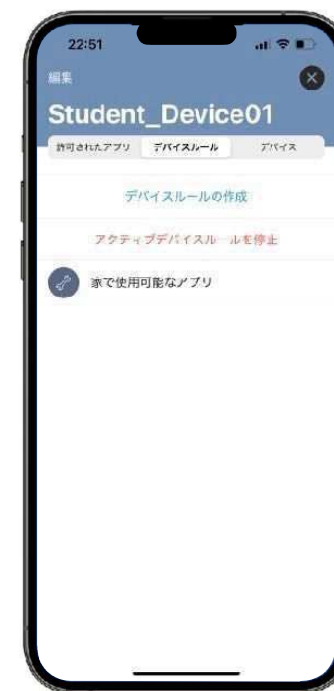 22:51
編集
Student_Device01
許可されたアプリ デバイスルール デバイス
デバイスルールの作成
アクティブデバイスルールを停止
家で使用可能なアプリ